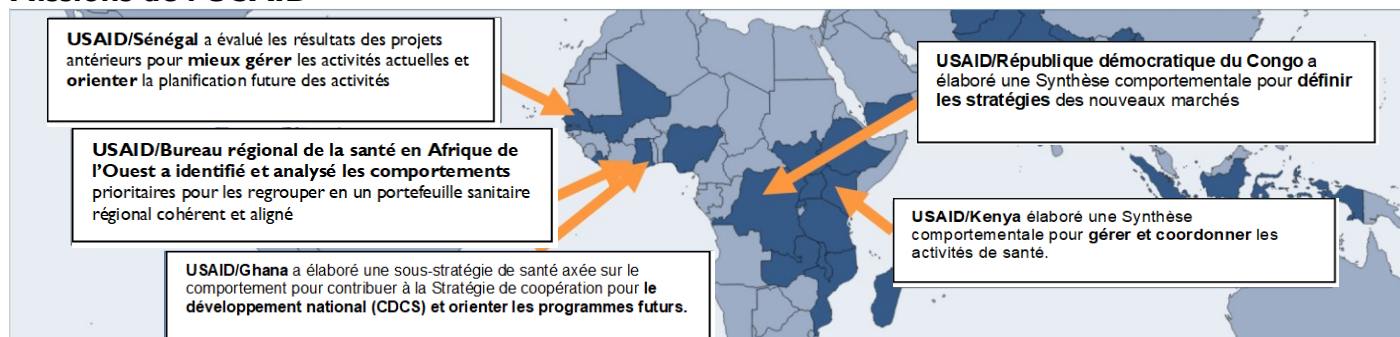 Missions de l'USAID
USAID/Sénégal a évalué les résultats des projets
antérieurs pour mieux gérer les activités actuelles et
orienter la planification future des activités
USAID/Bureau régional de la santé en Afrique de
l'Ouest a identifié et analysé les comportements
prioritaires pour les regrouper en un portefeuille sanitaire
régional cohérent et aligné
USAID/Ghana a élaboré une sous-stratégie de santé axée sur le
comportement pour contribuer à la Stratégie de coopération pour le
développement national (CDCS) et orienter les programmes futurs.
USAID/République démocratique du Congo a
élaboré une Synthèse comportementale pour définir
les stratégies des nouveaux marchés
USAID/Kenya élaboré une Synthèse
comportementale pour gérer et coordonner les
activités de santé.